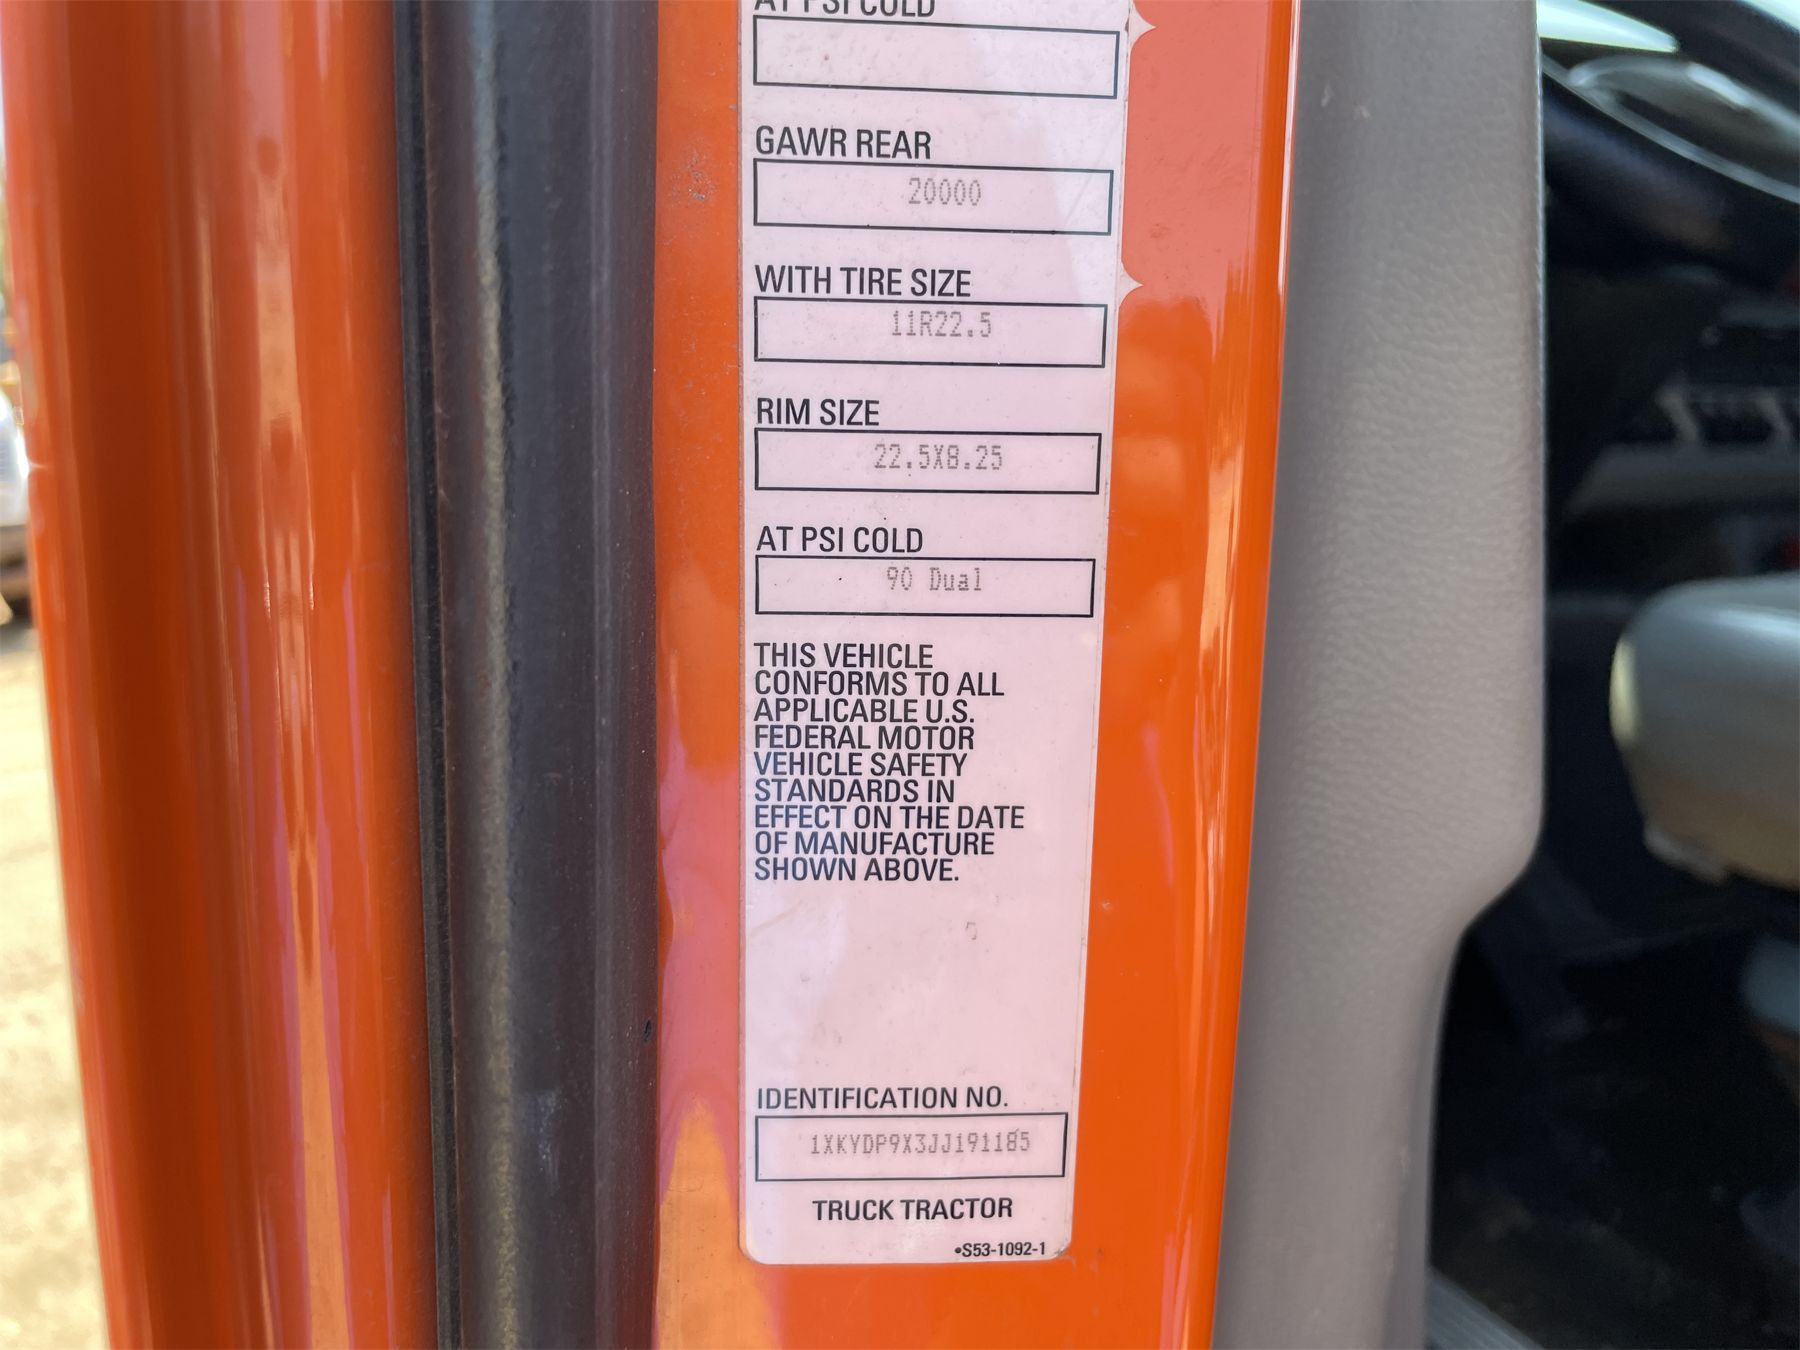 AT PSI COLD
GAWR REAR
20000
WITH TIRE SIZE
11R22.5
RIM SIZE
22.5X8.25
AT PSI COLD
90 Dual
THIS VEHICLE
CONFORMS TO ALL
APPLICABLE U.S.
FEDERAL MOTOR
VEHICLE SAFETY
STANDARDS IN
EFFECT ON THE DATE
OF MANUFACTURE
SHOWN ABOVE.
IDENTIFICATION NO.
1XKYDP9X3JJ191185
TRUCK TRACTOR
•S53-1092-1